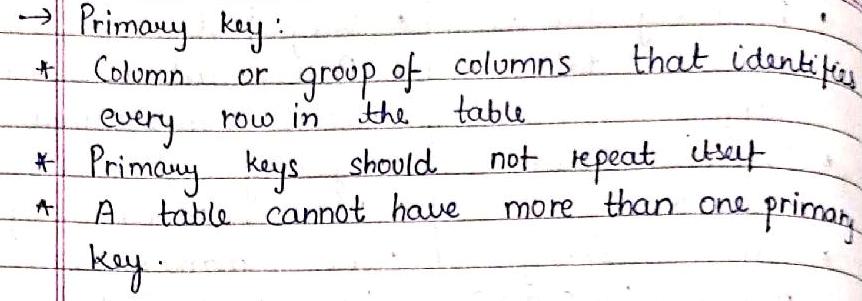 → Primary key :
* Column or group of columns that identifies
every row in the table
* Primary keys should not repeat itself
* A table cannot have more than one primary
key.